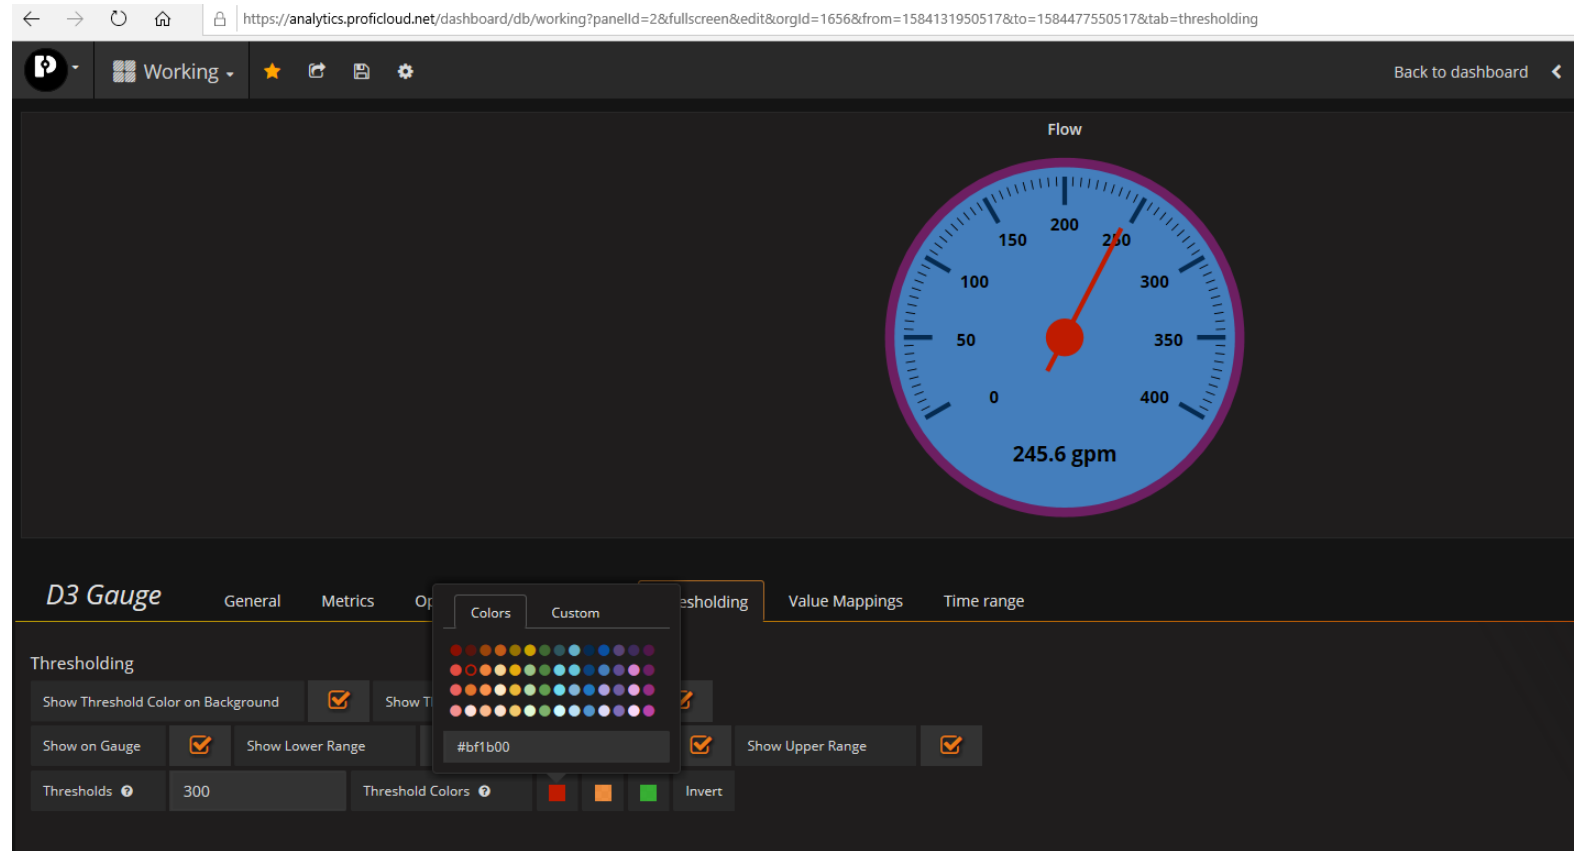 https://analytics.proficloud.net/dashboard/db/working?panelId=2&fullscreen&edit&orgId=1656&from=1584131950517&to=1584477550517&tab=thresholding
Working
Back to dashboard
Flow
200
150
250
100
300
50
350
0
400
245.6 gpm
D3 Gauge
General
Metrics
Op
esholding
Value Mappings
Time range
Colors
Custom
Thresholding
Show Threshold Color on Background
Show T
Show on Gauge
Show Lower Range
#bf1b00
Show Upper Range
Thresholds
300
Threshold Colors
Invert